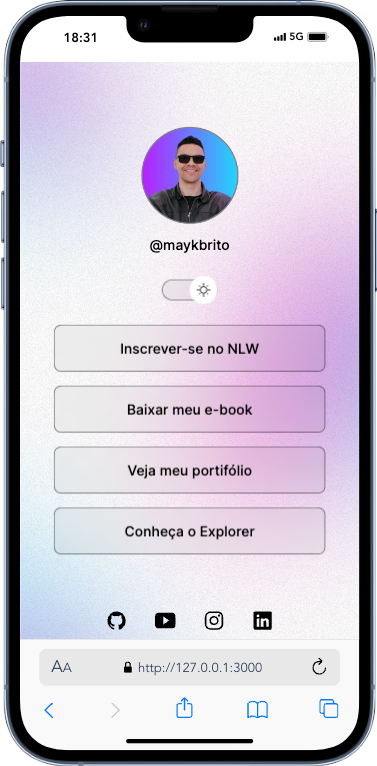 18:31
5G
@maykbrito
Inscrever-se no NLW
Baixar meu e-book
Veja meu portifólio
Conheça o Explorer
AA
http://127.0.0.1:3000